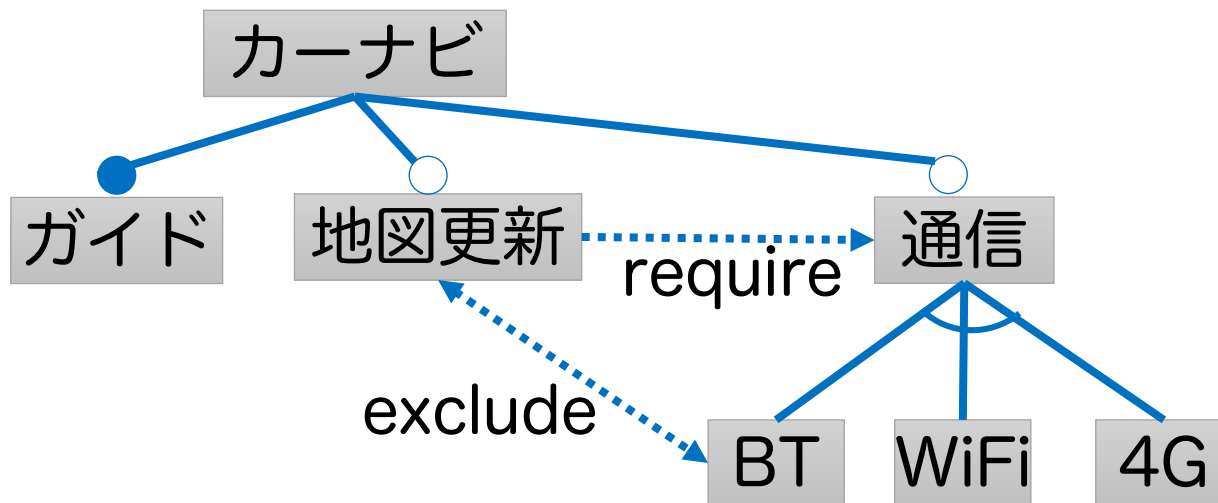 カーナビ
ガイド
地図更新
通信
require
exclude
BT
WiFi
4G